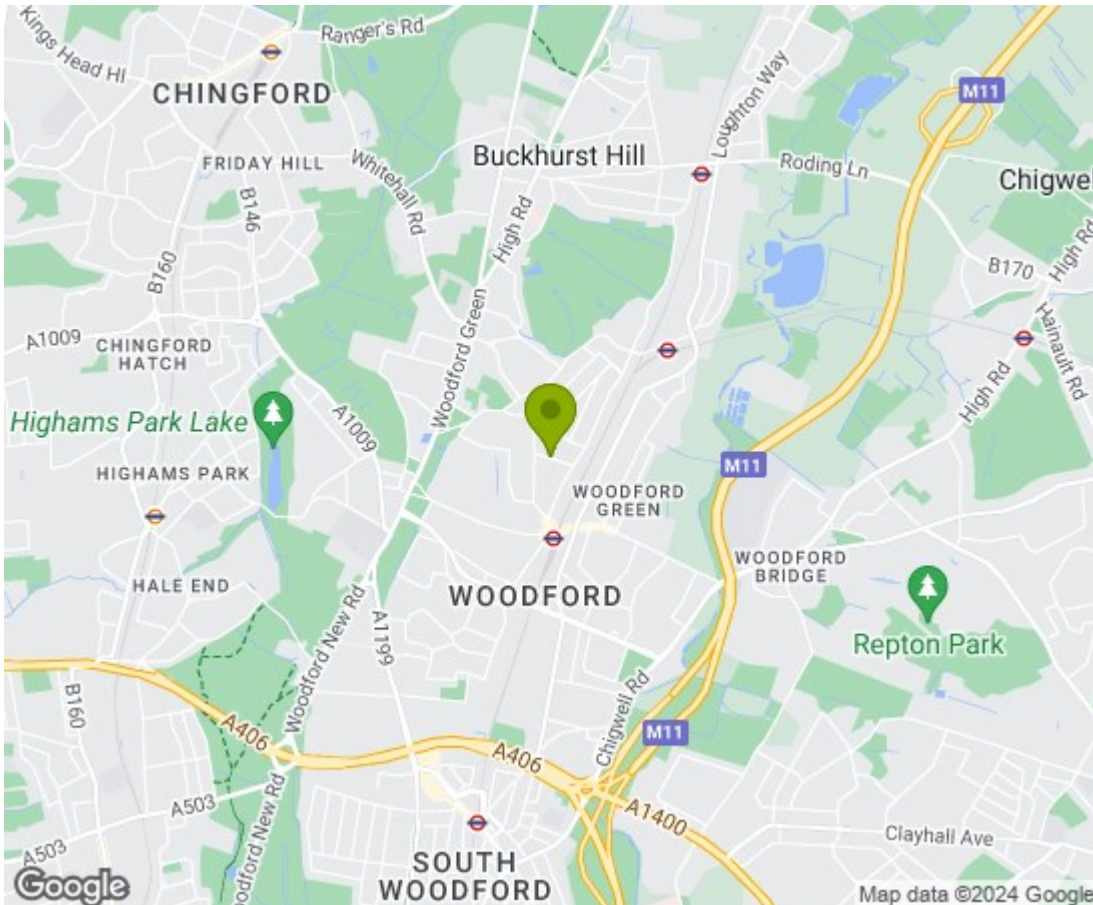 Kings Head Hl
Ranger's Rd
CHINGFORD
Loughton Way
M11
FRIDAY HILL
Whitehall Rd
Buckhurst Hill
Roding Ln
Chigwel
B146
High Rd
High Rd
B160
B170
A1009
CHINGFORD
HATCH
Woodford Green
Hainault Rd
High Rd
Highams Park Lake
A1009
HIGHAMS PARK
M11
WOODFORD
GREEN
HALE END
WOODFORD
WOODFORD
BRIDGE
Woodford New Rd
A1199
Repton Park
B160
Chigwell Rd
A406
M11
A406
A503
A1400
Woodford New Rd
Clayhall Ave
A503
SOUTH
WOODFORD
Google
Map data ©2024 Google